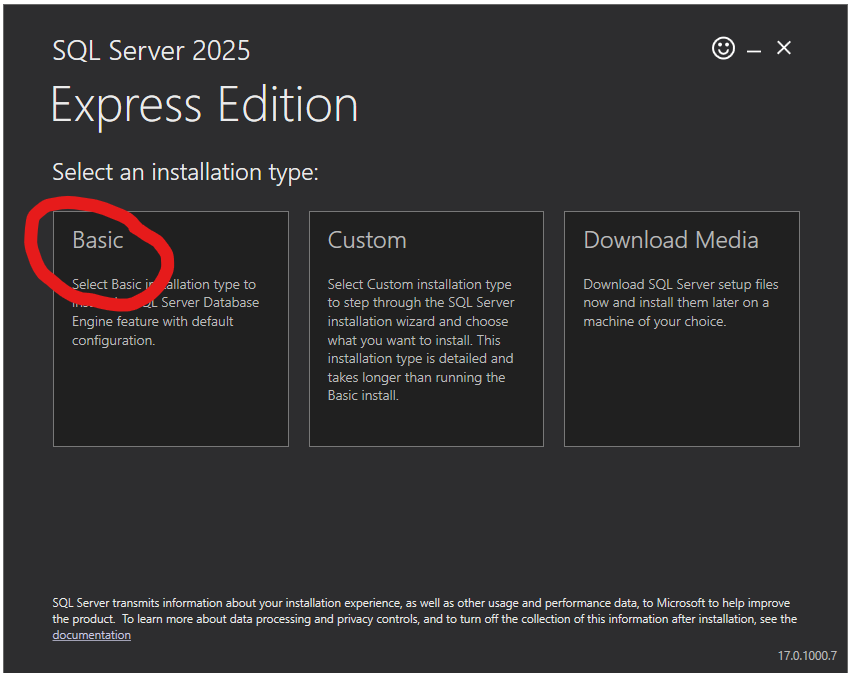 SQL Server 2025
Express Edition
Select an installation type:
Basic
Select Basic installation type to
SQL Server Database
Engine feature with default
configuration.
Custom
Select Custom installation type
to step through the SQL Server
installation wizard and choose
what you want to install. This
installation type is detailed and
takes longer than running the
Basic install.
Download Media
Download SQL Server setup files
now and install them later on a
machine of your choice.
SQL Server transmits information about your installation experience, as well as other usage and performance data, to Microsoft to help improve
the product.  To learn more about data processing and privacy controls, and to turn off the collection of this information after installation, see the
documentation
17.0.1000.7